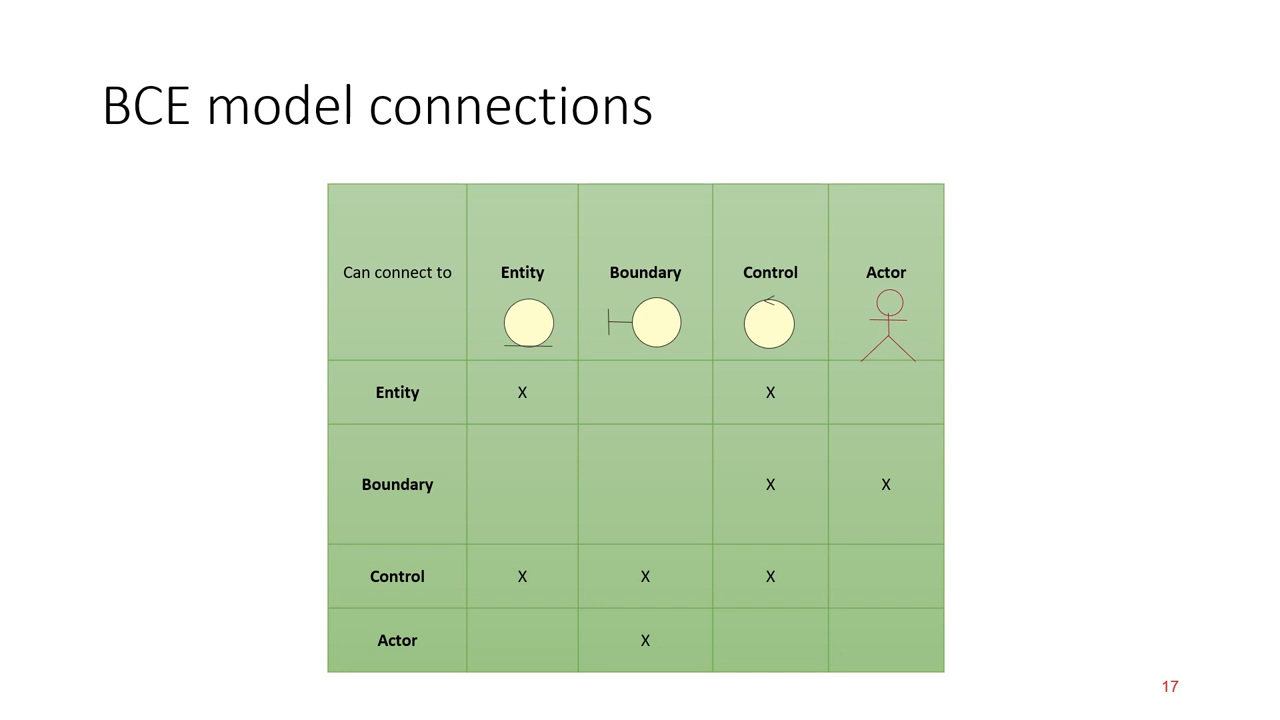 BCE model connections
Can connect to Entity Boundary Control Actor
Entity X X
Boundary X X
Control X X X
Actor X
17